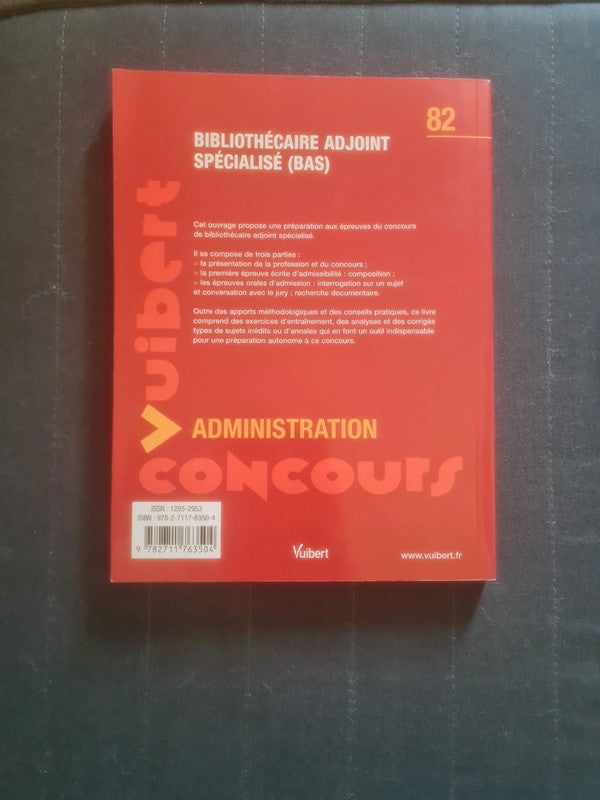 82
BIBLIOTHÉCAIRE ADJOINT
SPÉCIALISÉ (BAS)
Cet ouvrage propose une préparation aux épreuves du concours
de bibliothécaire adjoint spécialisé.
Il se compose de trois parties :
> la présentation de la profession et du concours ;
> la première épreuve écrite d'admissibilité : composition ;
> les épreuves orales d'admission : interrogation sur un sujet
et conversation avec le jury ; recherche documentaire.
Outre des apports méthodologiques et des conseils pratiques, ce livre
comprend des exercices d'entraînement, des analyses et des corrigés
types de sujets inédits ou d'annales qui en font un outil indispensable
pour une préparation autonome à ce concours.
Vuibert
ADMINISTRATION
CONCOURS
ISSN : 1285-2953
ISBN : 978-2-7117-6350-4
9 782711 763504
Vuibert
www.vuibert.fr